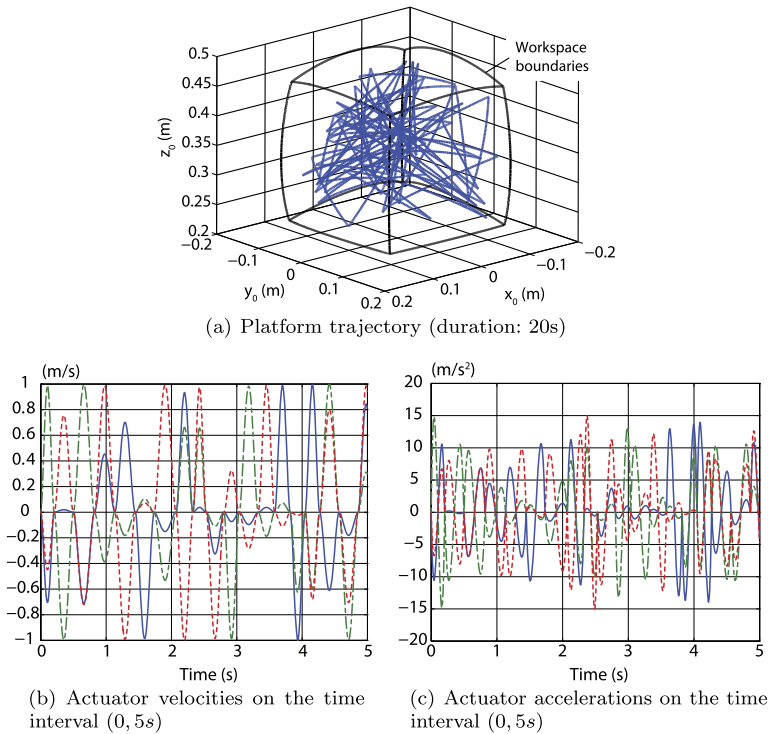 Workspace
boundaries
0.5
0.45
0.4
0.35
0.3
0.25
0.2
z0 (m)
−0.2
−0.1
0
0.1
0.2
y0 (m)
0.2
0.1
0
−0.1
−0.2
x0 (m)
(a) Platform trajectory (duration: 20s)
(m/s)
1
0.8
0.6
0.4
0.2
0
−0.2
−0.4
−0.6
−0.8
−1
0 1 2 3 4 5
Time (s)
(b) Actuator velocities on the time
interval (0, 5s)
(m/s²)
20
15
10
5
0
−5
−10
−15
−20
0 1 2 3 4 5
Time (s)
(c) Actuator accelerations on the time
interval (0, 5s)